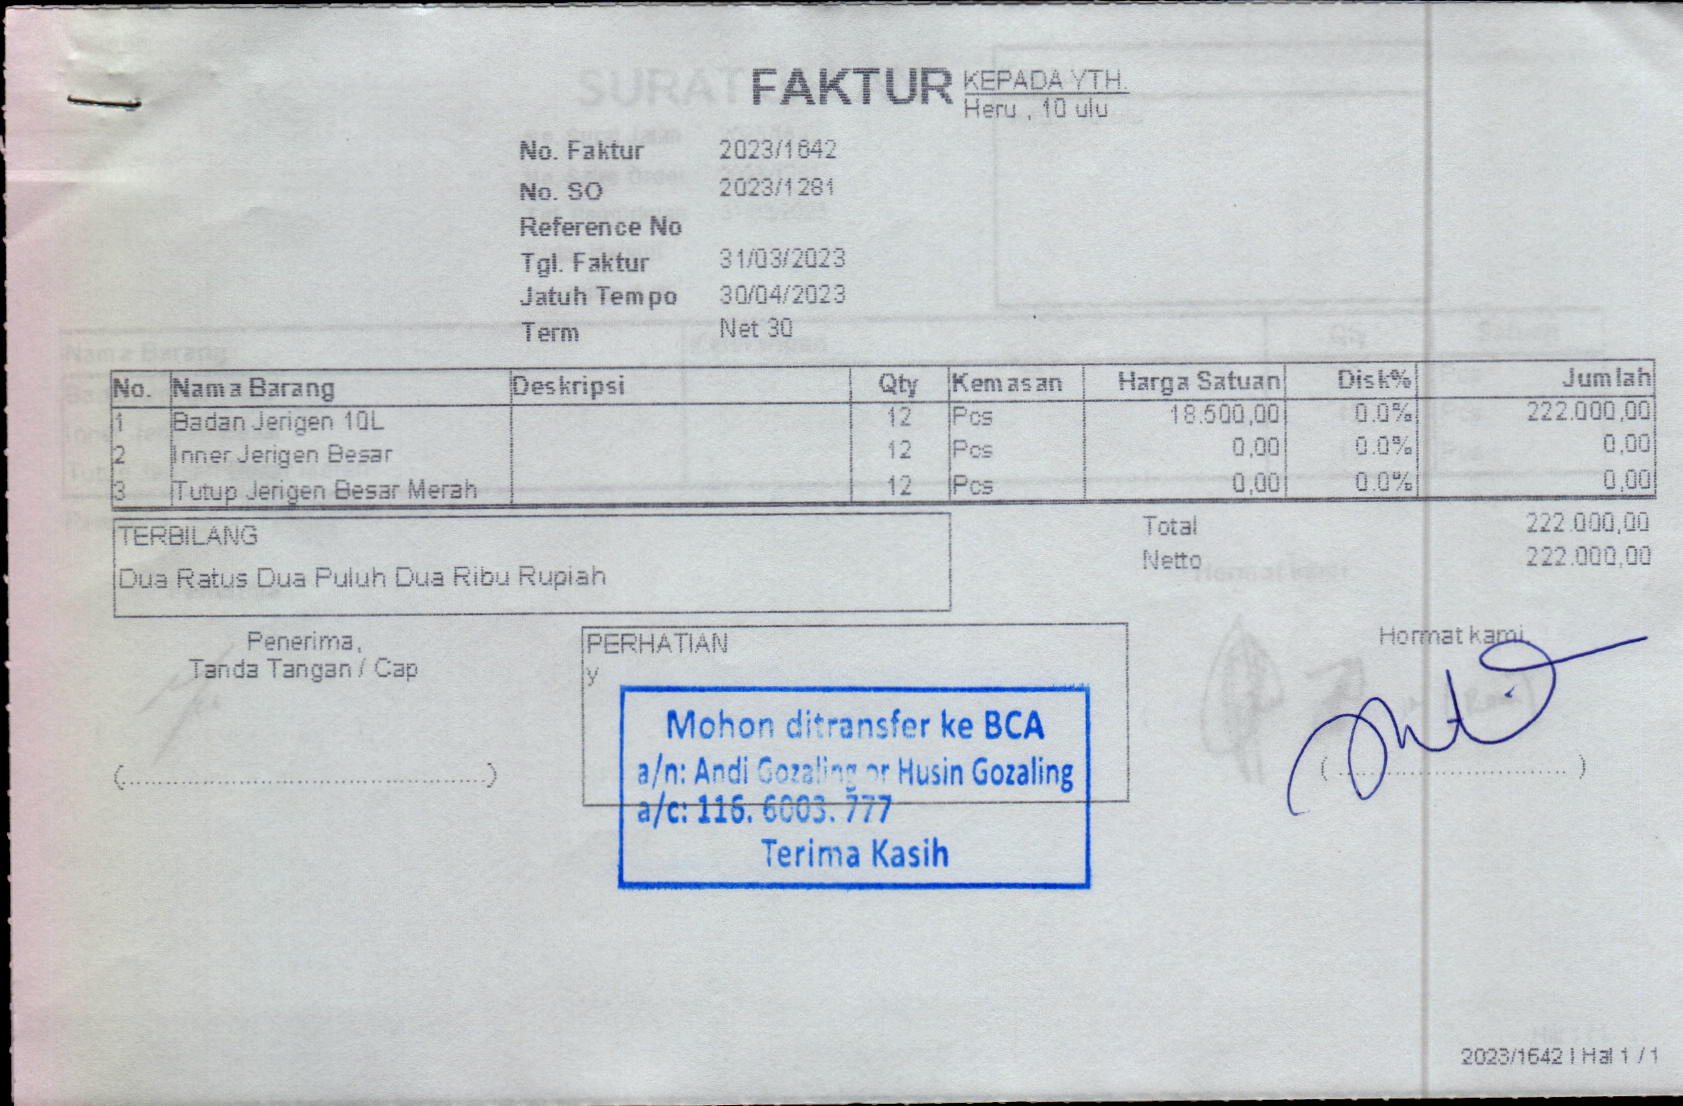 FAKTUR
KEPADA YTH.
Heru , 10 ulu
No. Faktur 2023/1642
No. SO 2023/1281
Reference No
Tgl. Faktur 31/03/2023
Jatuh Tempo 30/04/2023
Term Net 30
No. Nama Barang Deskripsi Qty Kemasan Harga Satuan Disk% Jumlah
1 Badan Jerigen 10L 12 Pcs 18.500,00 0.0% 222.000,00
2 Inner Jerigen Besar 12 Pcs 0,00 0.0% 0,00
3 Tutup Jerigen Besar Merah 12 Pcs 0,00 0.0% 0,00
TERBILANG
Dua Ratus Dua Puluh Dua Ribu Rupiah
Total 222.000,00
Netto 222.000,00
Penerima,
Tanda Tangan / Cap
(...............................................)
PERHATIAN
y
Mohon ditransfer ke BCA
a/n: Andi Gozaling or Husin Gozaling
a/c: 116. 6003. 777
Terima Kasih
Hormat kami,
( .............................. )
2023/1642 | Hal 1 / 1